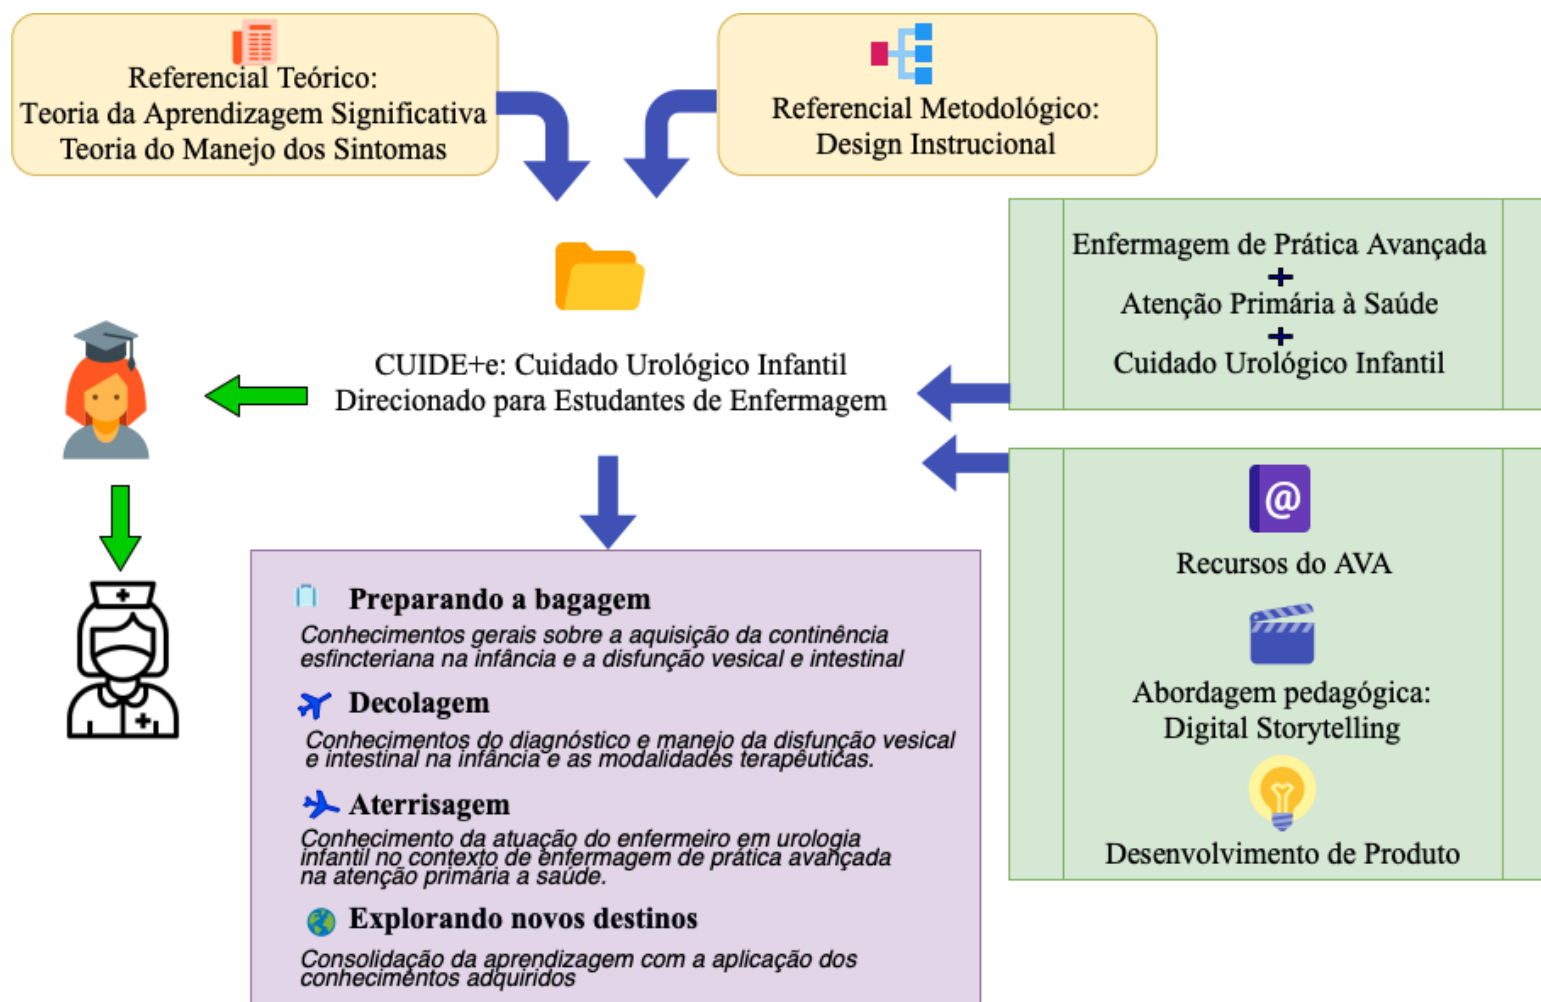 Referencial Teórico:
Teoria da Aprendizagem Significativa
Teoria do Manejo dos Sintomas
Referencial Metodológico:
Design Instrucional
Enfermagem de Prática Avançada
+
Atenção Primária à Saúde
+
Cuidado Urológico Infantil
CUIDE+e: Cuidado Urológico Infantil
Direcionado para Estudantes de Enfermagem
@
Recursos do AVA
Abordagem pedagógica:
Digital Storytelling
Desenvolvimento de Produto
Preparando a bagagem
Conhecimentos gerais sobre a aquisição da continência
esfincteriana na infância e a disfunção vesical e intestinal
Decolagem
Conhecimentos do diagnóstico e manejo da disfunção vesical
e intestinal na infância e as modalidades terapêuticas.
Aterrisagem
Conhecimento da atuação do enfermeiro em urologia
infantil no contexto de enfermagem de prática avançada
na atenção primária a saúde.
Explorando novos destinos
Consolidação da aprendizagem com a aplicação dos
conhecimentos adquiridos